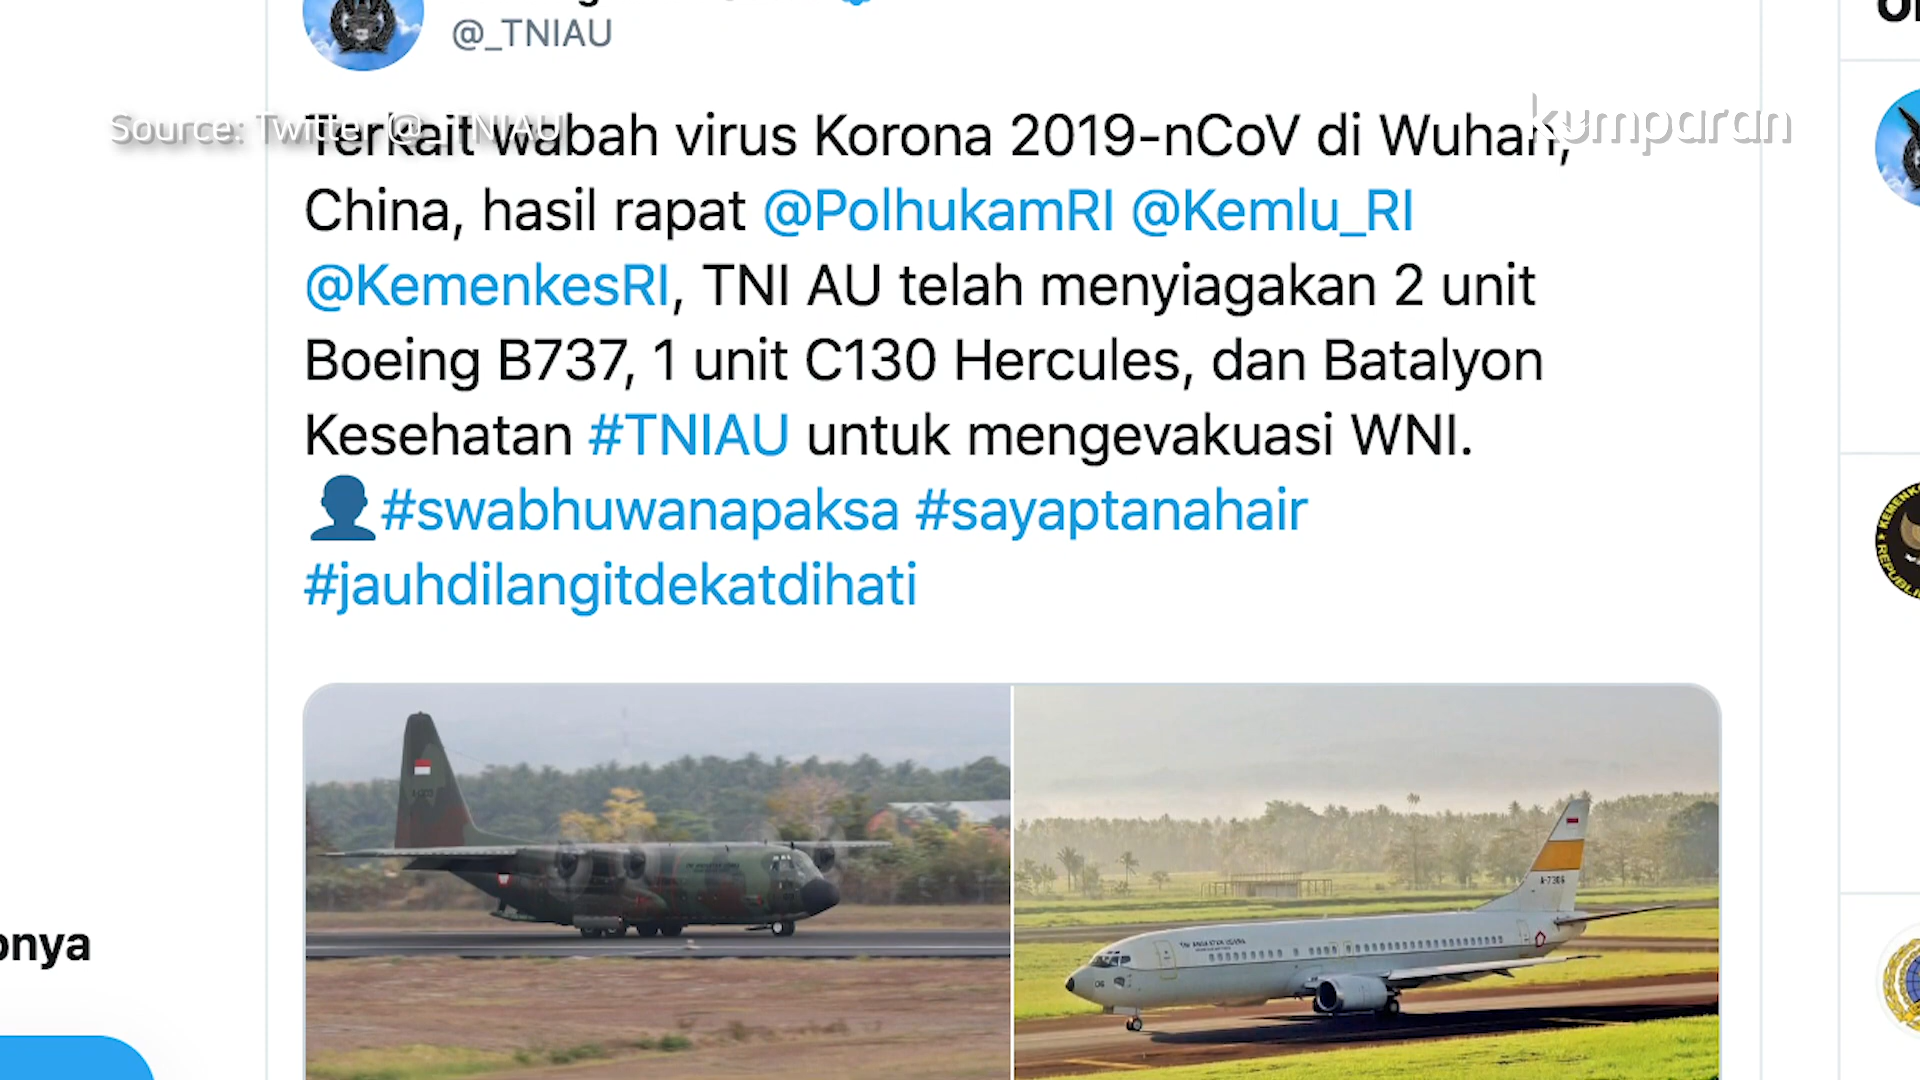 @_TNIAU
Source: Twitter @_TNIAU
kumparan
Terkait wabah virus Korona 2019-nCoV di Wuhan,
China, hasil rapat @PolhukamRI @Kemlu_RI
@KemenkesRI, TNI AU telah menyiagakan 2 unit
Boeing B737, 1 unit C130 Hercules, dan Batalyon
Kesehatan #TNIAU untuk mengevakuasi WNI.
#swabhuwanapaksa #sayaptanahair
#jauhdilangitdekatdihati
A-7306
06